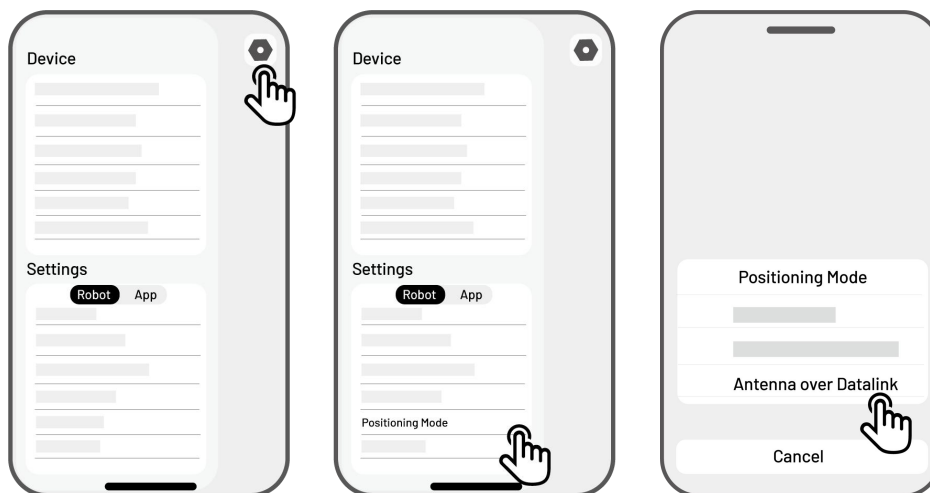 Device
Settings
Robot App
Device
Settings
Robot App
Positioning Mode
Positioning Mode
Antenna over Datalink
Cancel